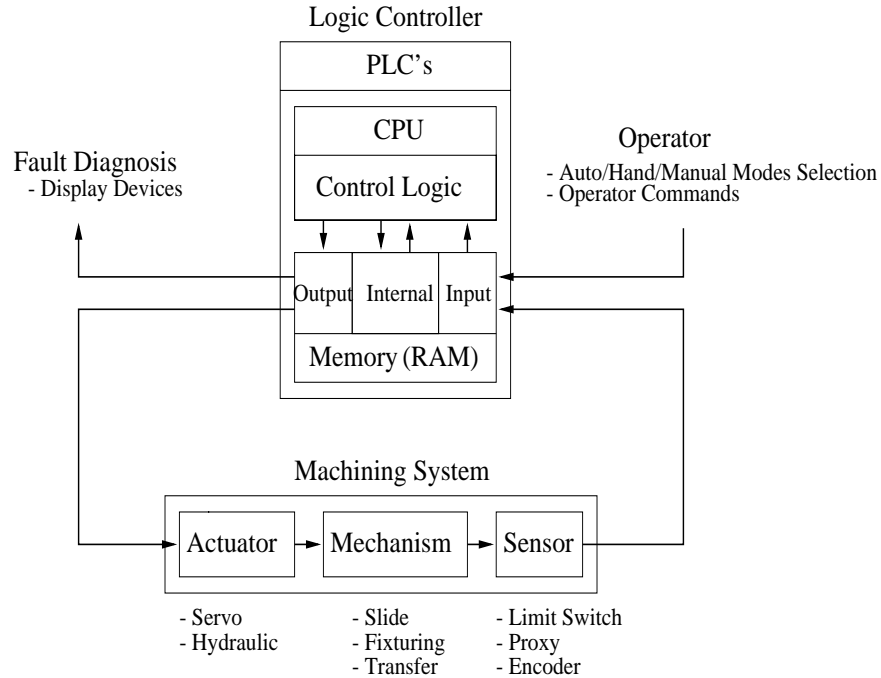 Logic Controller
PLC's
CPU
Control Logic
Operator
- Auto/Hand/Manual Modes Selection
- Operator Commands
Fault Diagnosis
- Display Devices
Output
Internal
Input
Memory (RAM)
Machining System
Actuator
Mechanism
Sensor
- Servo
- Hydraulic
- Slide
- Fixturing
- Transfer
- Limit Switch
- Proxy
- Encoder